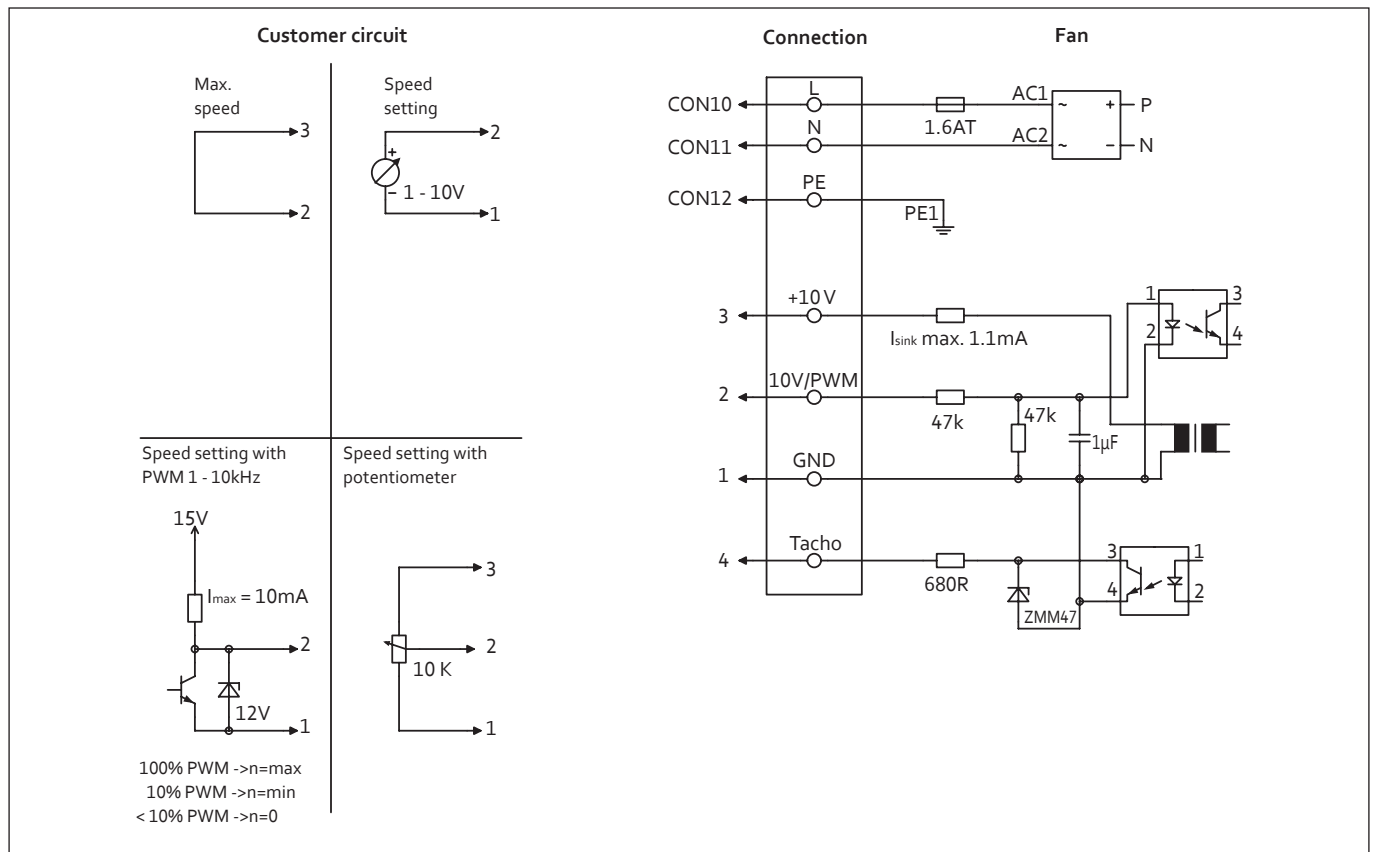 Customer circuit
Max.
speed
3
2
Speed
setting
2
+
– 1 - 10V
1
Speed setting with
PWM 1 - 10kHz
15V
Imax = 10mA
2
12V
1
100% PWM ->n=max
10% PWM ->n=min
< 10% PWM ->n=0
Speed setting with
potentiometer
3
2
10 K
1
Connection
Fan
CON10
L
1.6AT
AC1
~
+
P
CON11
N
AC2
~
–
N
CON12
PE
PE1
3
+10 V
Isink max. 1.1mA
1
2
3
4
2
10V/PWM
47k
47k
1µF
1
GND
4
Tacho
680R
ZMM47
3
4
1
2